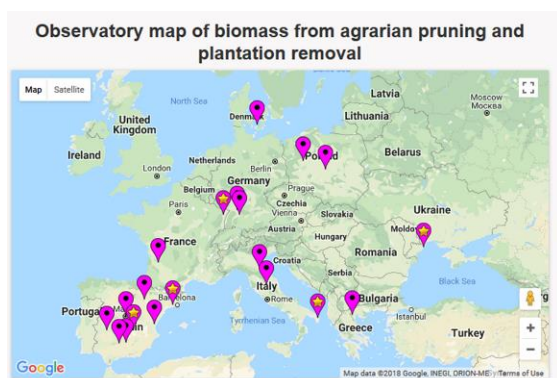 Observatory map of biomass from agrarian pruning and
plantation removal
Map Satellite
North Sea
Latvia
Moscow
Москва
Denmark
Lithuania
United
Kingdom
Ireland
Netherlands
Berlin
Poland
Belarus
London
Germany
Belgium
Prague
Paris
Czechia
Vienna
Slovakia
Ukraine
Austria
Hungary
Moldova
France
Croatia
Romania
Serbia
Italy
Black Sea
Barcelona
Portugal
Rome
Bulgaria
Istanbul
Tyrrhenian Sea
Greece
Turkey
Google
Map data ©2018 Google, INEGI, ORION-ME
Terms of Use